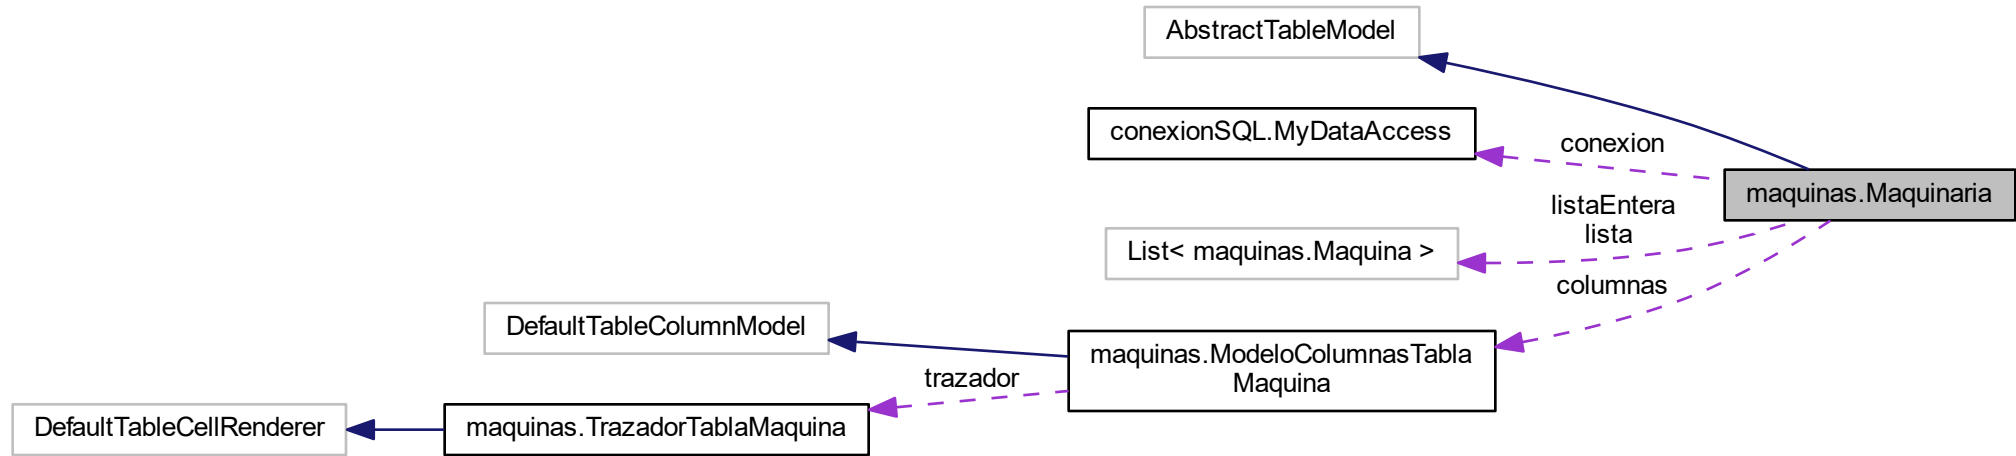 AbstractTableModel
conexionSQL.MyDataAccess
conexion
maquinas.Maquinaria
listaEntera
lista
List< maquinas.Maquina >
columnas
DefaultTableColumnModel
maquinas.ModeloColumnasTabla
Maquina
trazador
DefaultTableCellRenderer
maquinas.TrazadorTablaMaquina